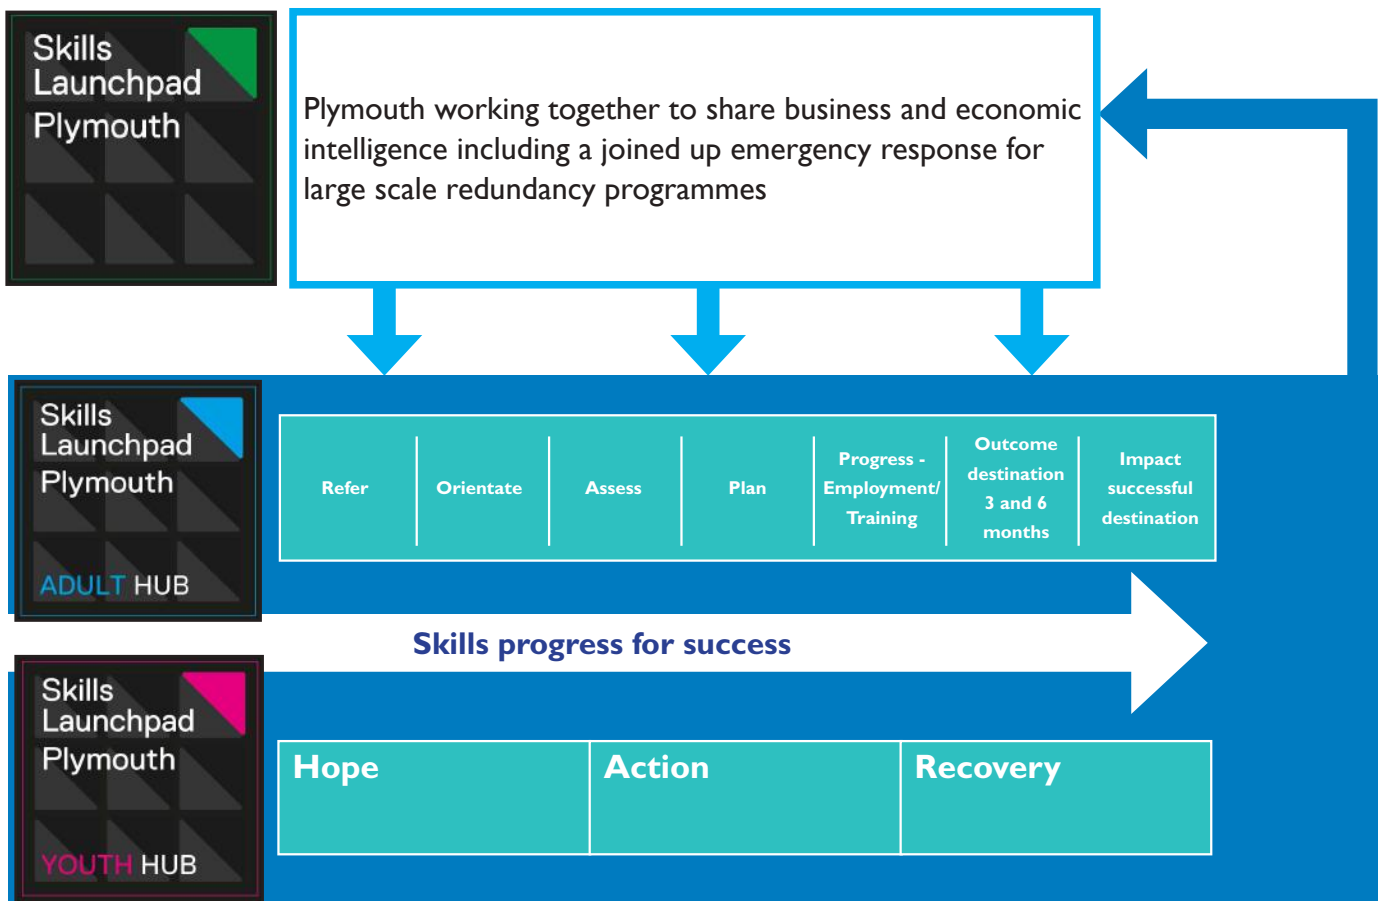 Skills
Launchpad
Plymouth
Plymouth working together to share business and economic
intelligence including a joined up emergency response for
large scale redundancy programmes
Skills
Launchpad
Plymouth
ADULT HUB
Refer
Orientate
Assess
Plan
Progress -
Employment/
Training
Outcome
destination
3 and 6
months
Impact
successful
destination
Skills progress for success
Skills
Launchpad
Plymouth
YOUTH HUB
Hope
Action
Recovery